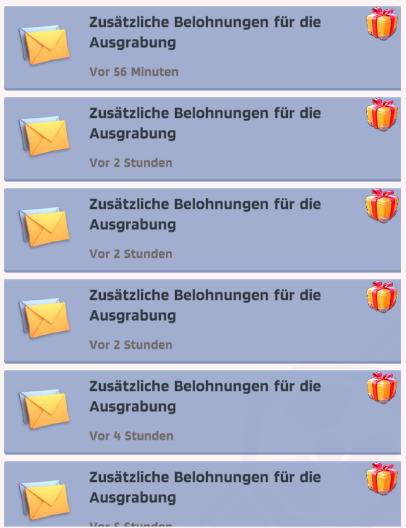 Zusätzliche Belohnungen für die
Ausgrabung
Vor 56 Minuten
Zusätzliche Belohnungen für die
Ausgrabung
Vor 2 Stunden
Zusätzliche Belohnungen für die
Ausgrabung
Vor 2 Stunden
Zusätzliche Belohnungen für die
Ausgrabung
Vor 2 Stunden
Zusätzliche Belohnungen für die
Ausgrabung
Vor 4 Stunden
Zusätzliche Belohnungen für die
Ausgrabung
Vor 5 Stunden